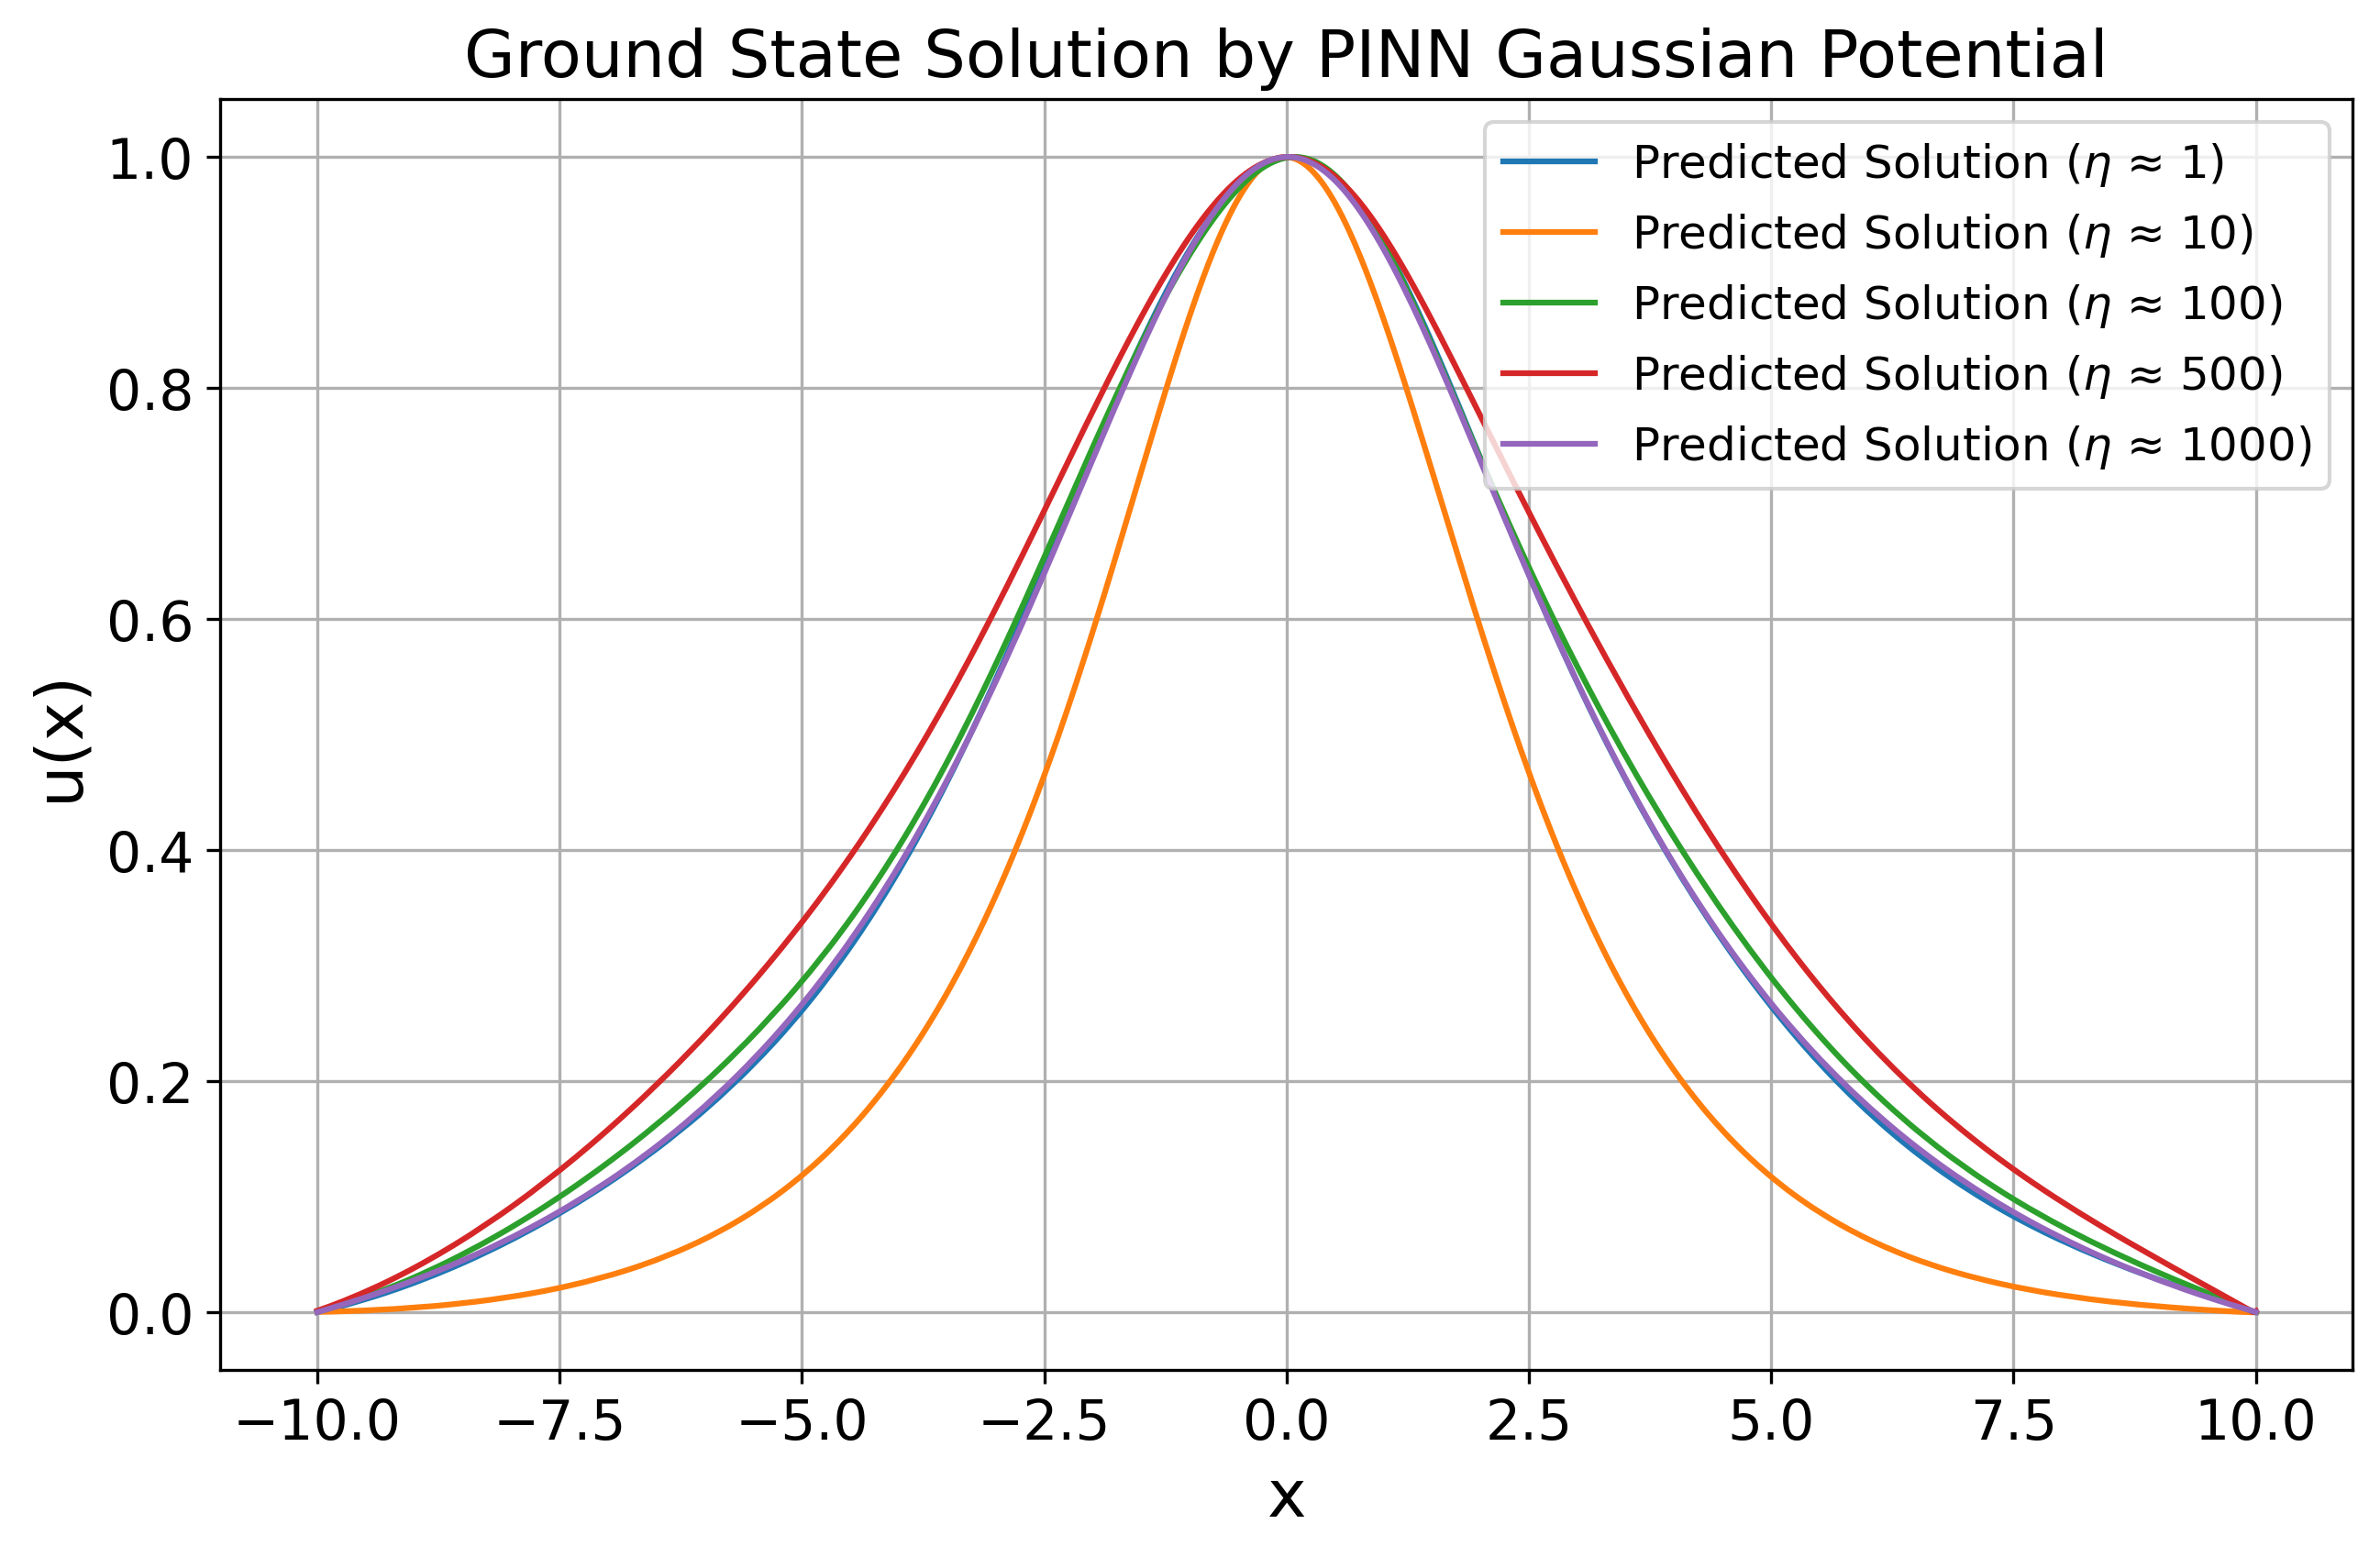 Ground State Solution by PINN Gaussian Potential
Predicted Solution (η ≈ 1)
Predicted Solution (η ≈ 10)
Predicted Solution (η ≈ 100)
Predicted Solution (η ≈ 500)
Predicted Solution (η ≈ 1000)
1.0
0.8
0.6
0.4
0.2
0.0
u(x)
−10.0 −7.5 −5.0 −2.5 0.0 2.5 5.0 7.5 10.0
x